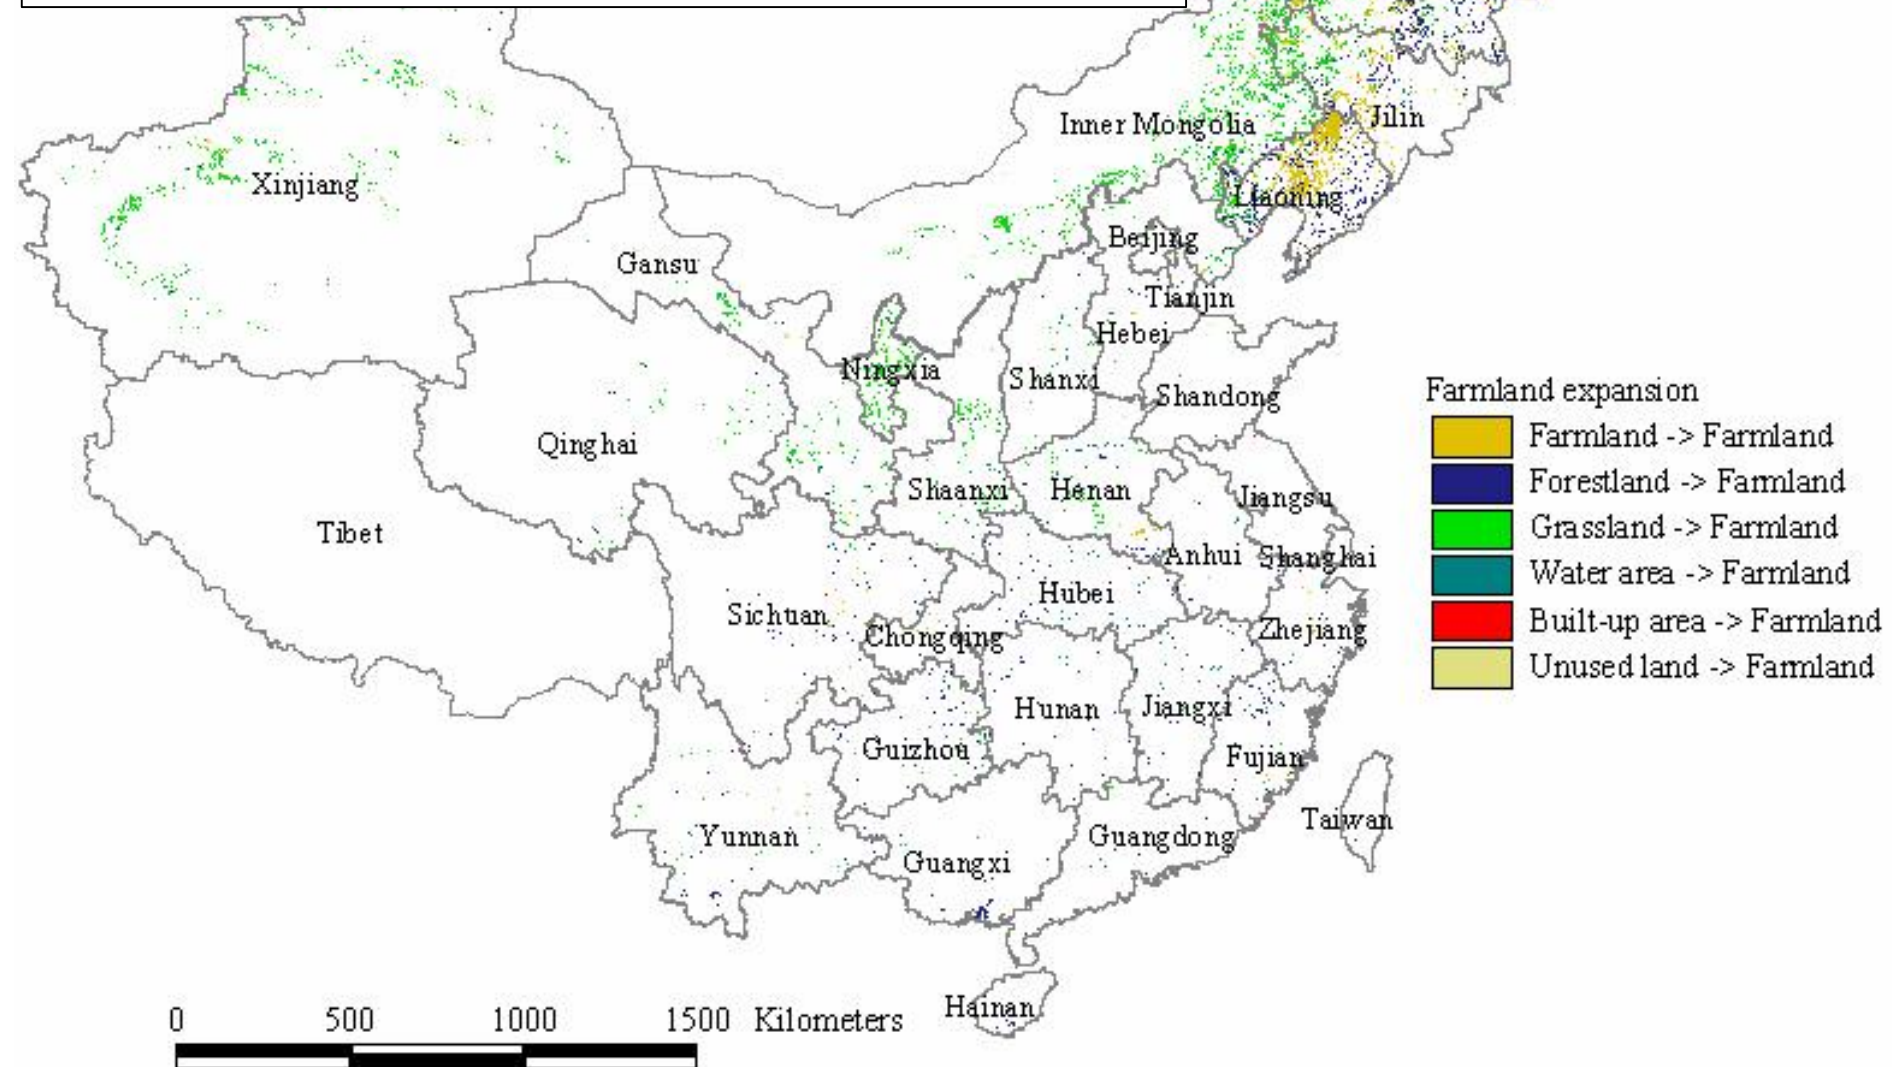 Inner Mongolia
Jilin
Xinjiang
Liaoning
Beijing
Gansu
Tianjin
Hebei
Ningxia
Shanxi
Shandong
Qinghai
Shaanxi
Henan
Jiangsu
Tibet
Anhui
Shanghai
Hubei
Sichuan
Chongqing
Zhejiang
Hunan
Jiangxi
Guizhou
Fujian
Taiwan
Yunnan
Guangdong
Guangxi
Hainan
Farmland expansion
Farmland -> Farmland
Forestland -> Farmland
Grassland -> Farmland
Water area -> Farmland
Built-up area -> Farmland
Unused land -> Farmland
0 500 1000 1500 Kilometers